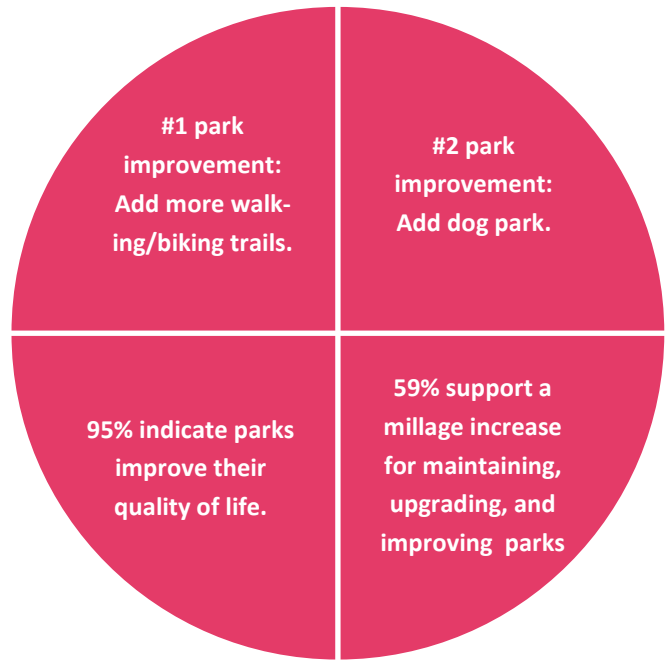 #1 park
improvement:
Add more walk-
ing/biking trails.
#2 park
improvement:
Add dog park.
95% indicate parks
improve their
quality of life.
59% support a
millage increase
for maintaining,
upgrading, and
improving  parks